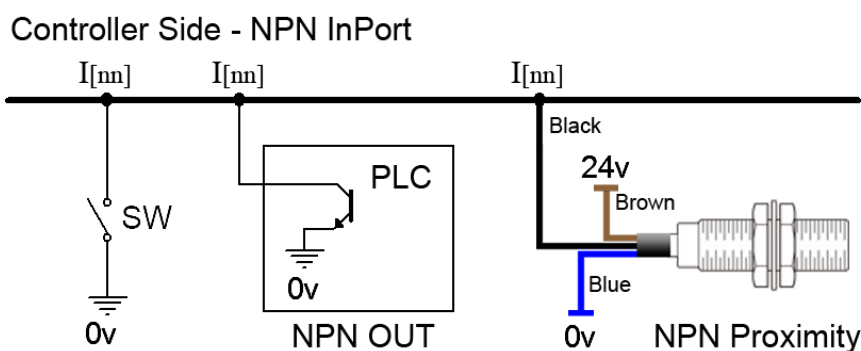 Controller Side - NPN InPort
I[nn] I[nn] I[nn]
Black
PLC
24v
Brown
SW
0v
Blue
0v NPN OUT 0v NPN Proximity